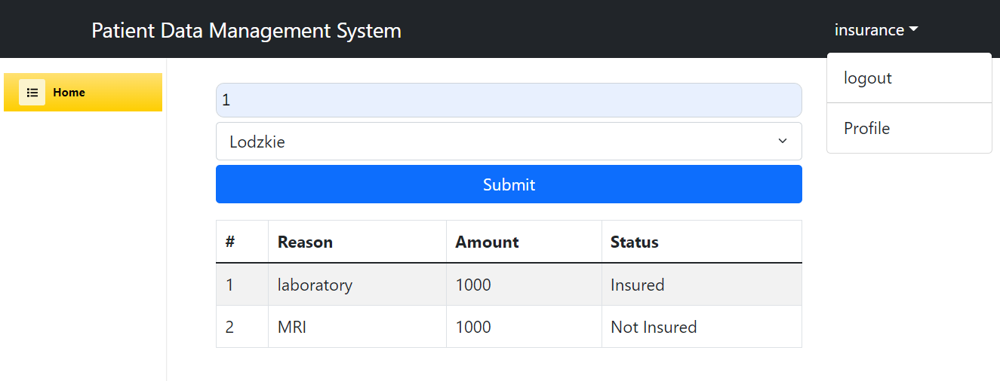 Patient Data Management System
insurance
logout
Profile
Home
1
Lodzkie
Submit
# Reason Amount Status
1 laboratory 1000 Insured
2 MRI 1000 Not Insured